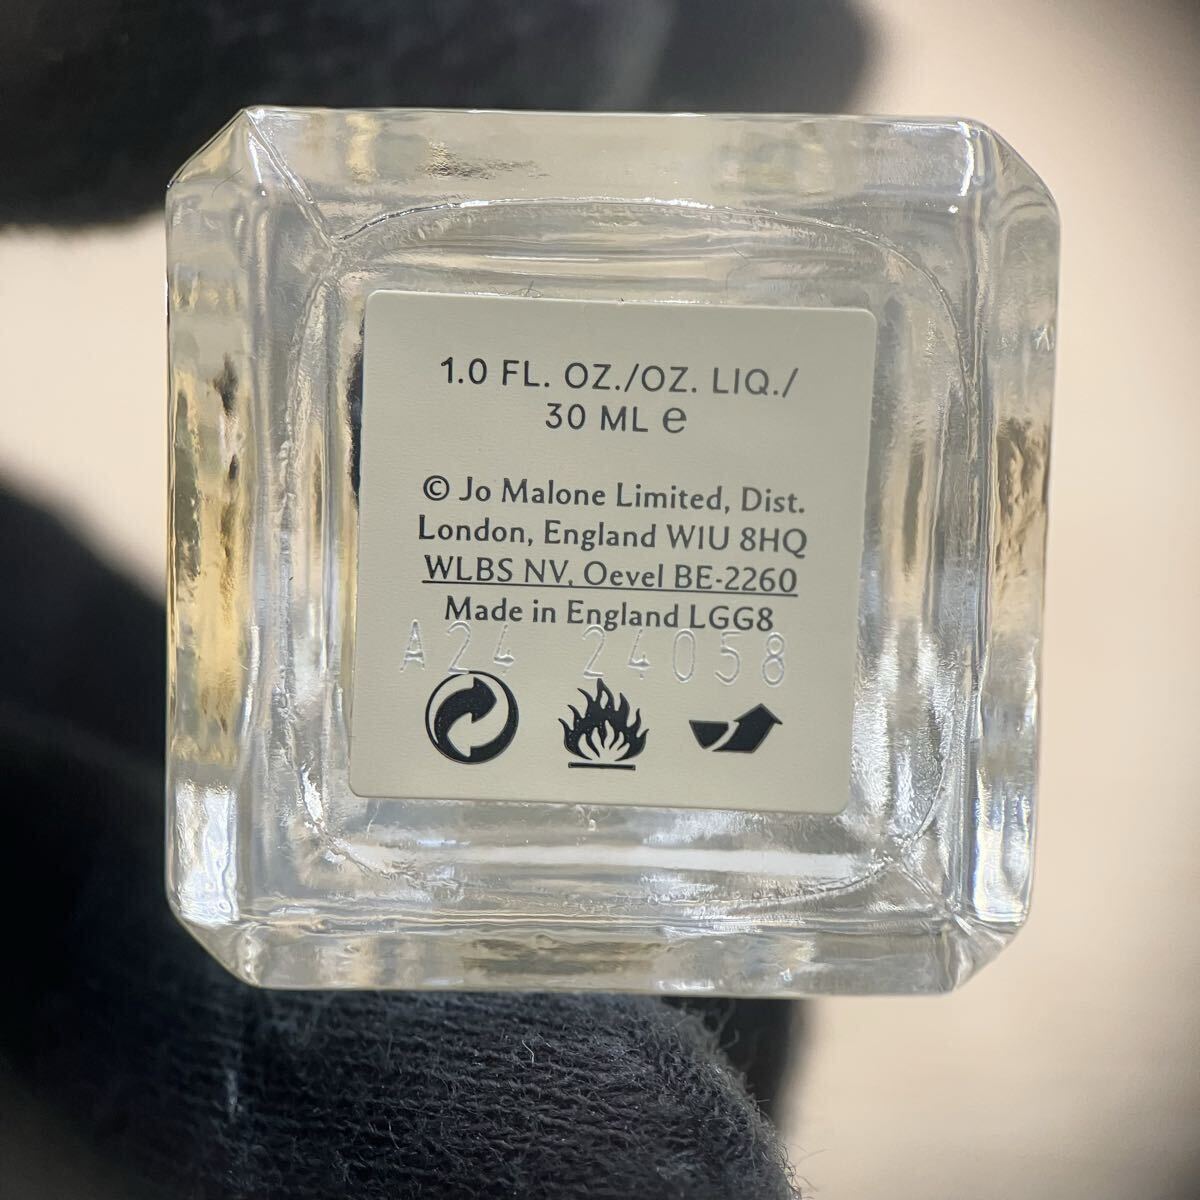 1.0 FL. OZ./OZ. LIQ./
30 ML ℮
© Jo Malone Limited, Dist.
London, England W1U 8HQ
WLBS NV, Oevel BE-2260
Made in England LGG8
A24 24058